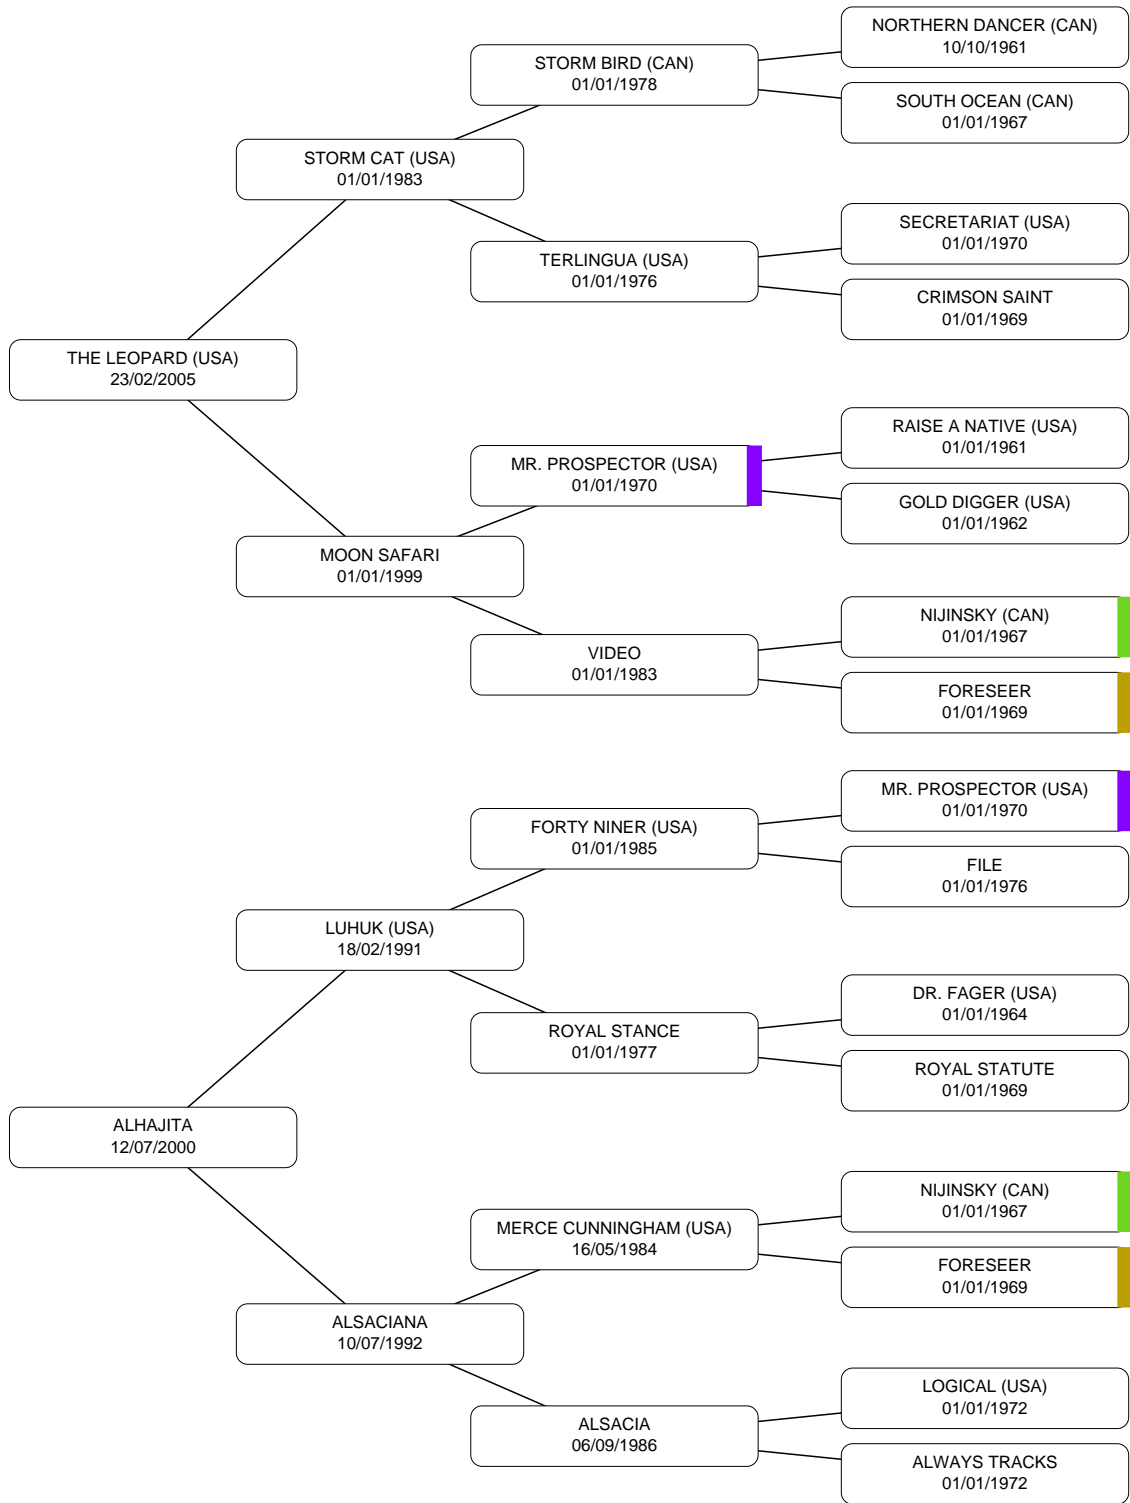 NORTHERN DANCER (CAN)
10/10/1961
STORM BIRD (CAN)
01/01/1978
SOUTH OCEAN (CAN)
01/01/1967
STORM CAT (USA)
01/01/1983
SECRETARIAT (USA)
01/01/1970
TERLINGUA (USA)
01/01/1976
CRIMSON SAINT
01/01/1969
THE LEOPARD (USA)
23/02/2005
RAISE A NATIVE (USA)
01/01/1961
MR. PROSPECTOR (USA)
01/01/1970
GOLD DIGGER (USA)
01/01/1962
MOON SAFARI
01/01/1999
NIJINSKY (CAN)
01/01/1967
VIDEO
01/01/1983
FORESEER
01/01/1969
MR. PROSPECTOR (USA)
01/01/1970
FORTY NINER (USA)
01/01/1985
FILE
01/01/1976
LUHUK (USA)
18/02/1991
DR. FAGER (USA)
01/01/1964
ROYAL STANCE
01/01/1977
ROYAL STATUTE
01/01/1969
ALHAJITA
12/07/2000
NIJINSKY (CAN)
01/01/1967
MERCE CUNNINGHAM (USA)
16/05/1984
FORESEER
01/01/1969
ALSACIANA
10/07/1992
LOGICAL (USA)
01/01/1972
ALSACIA
06/09/1986
ALWAYS TRACKS
01/01/1972